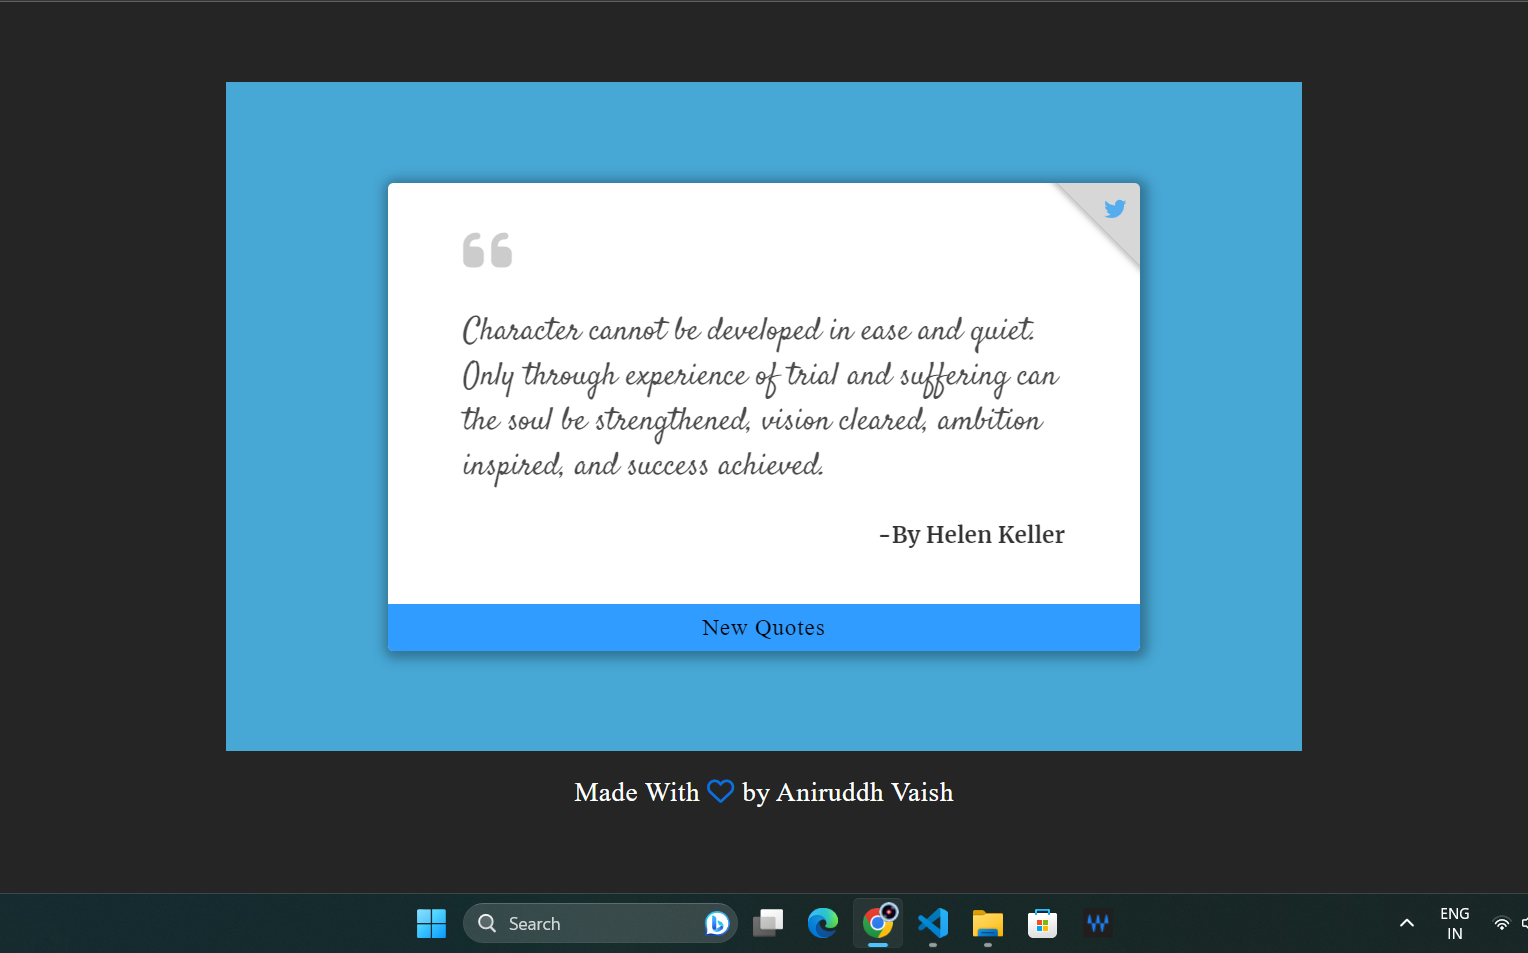 Character cannot be developed in ease and quiet.
Only through experience of trial and suffering can
the soul be strengthened, vision cleared, ambition
inspired, and success achieved.
-By Helen Keller
New Quotes
Made With by Aniruddh Vaish
Search
ENG
IN